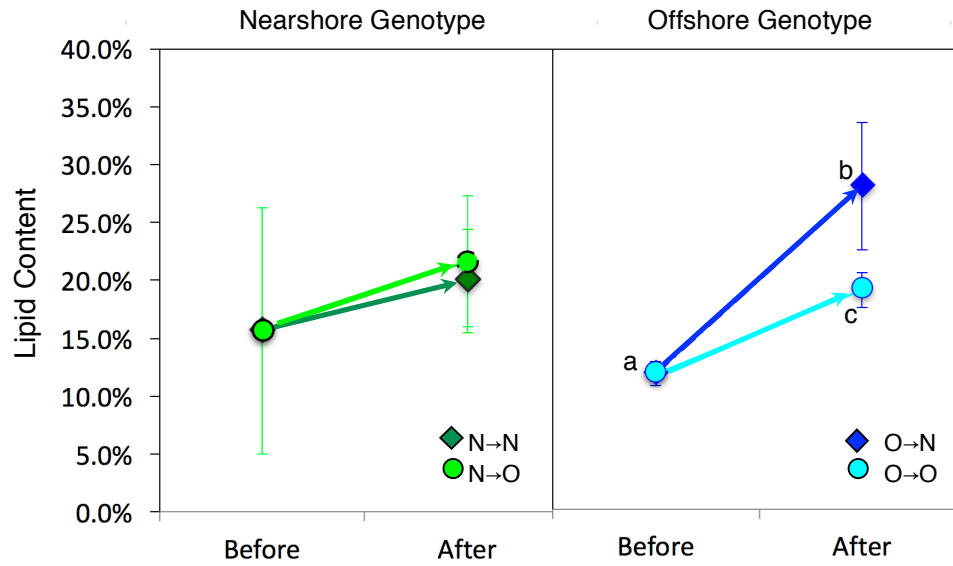 Nearshore Genotype
Offshore Genotype
Lipid Content
40.0%
35.0%
30.0%
25.0%
20.0%
15.0%
10.0%
5.0%
0.0%
a
b
c
N→N
N→O
O→N
O→O
Before
After
Before
After